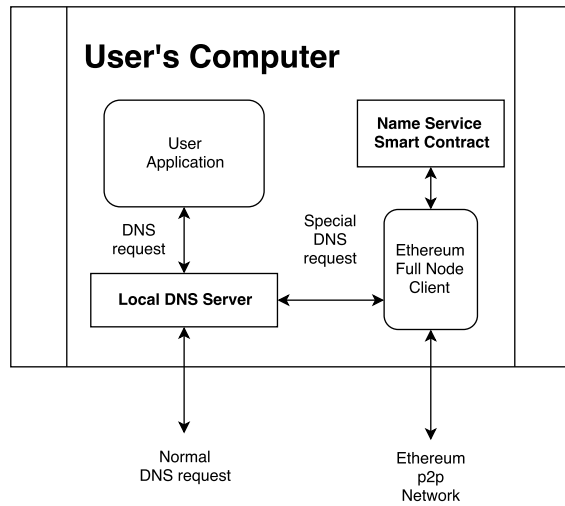 User's Computer
User
Application
Name Service
Smart Contract
DNS
request
Special
DNS
request
Ethereum
Full Node
Client
Local DNS Server
Normal
DNS request
Ethereum
p2p
Network